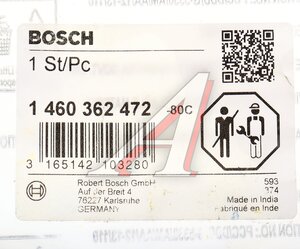 BOSCH
1 St/Pc
1 460 362 472 -80C
3 165142 103280
Robert Bosch GmbH
Auf der Breit 4
76227 Karlsruhe
GERMANY
593
374
Made in India
Fabriqué en Inde